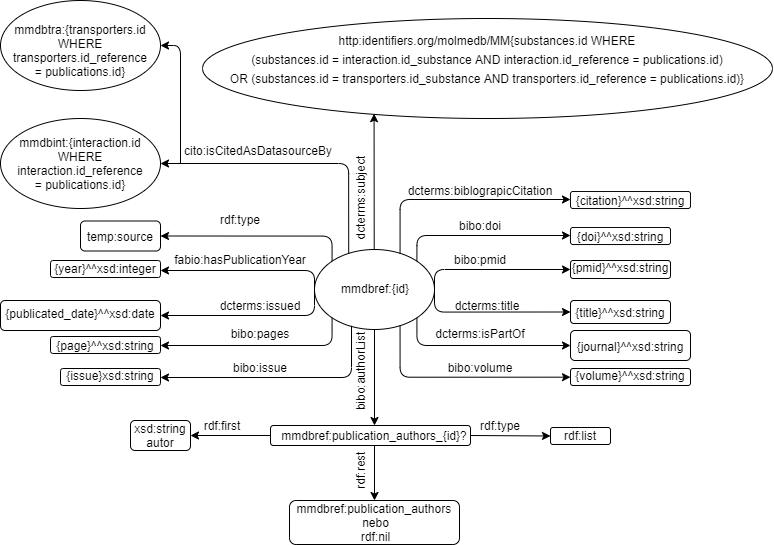 mmdbtra:{transporters.id
WHERE
transporters.id_reference
= publications.id}
http:identifiers.org/molmedb/MM{substances.id WHERE
(substances.id = interaction.id_substance AND interaction.id_reference = publications.id)
OR (substances.id = transporters.id_substance AND transporters.id_reference = publications.id)}
mmdbint:{interaction.id
WHERE
interaction.id_reference
= publications.id}
cito:isCitedAsDatasourceBy
dcterms:subject
dcterms:biblograpicCitation
{citation}^^xsd:string
rdf:type
temp:source
bibo:doi
{doi}^^xsd:string
fabio:hasPublicationYear
{year}^^xsd:integer
bibo:pmid
{pmid}^^xsd:string
mmdbref:{id}
dcterms:issued
{publicated_date}^^xsd:date
dcterms:title
{title}^^xsd:string
bibo:pages
{page}^^xsd:string
dcterms:isPartOf
{journal}^^xsd:string
bibo:issue
{issue}xsd:string
bibo:authorList
bibo:volume
{volume}^^xsd:string
xsd:string
autor
rdf:first
mmdbref:publication_authors_{id}?
rdf:type
rdf:list
rdf:rest
mmdbref:publication_authors
nebo
rdf:nil